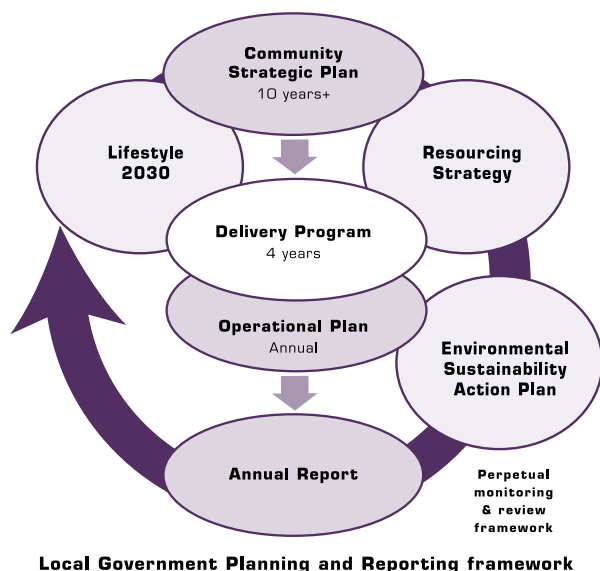 Community
Strategic Plan
10 years+
Lifestyle
2030
Resourcing
Strategy
Delivery Program
4 years
Operational Plan
Annual
Environmental
Sustainability
Action Plan
Annual Report
Perpetual
monitoring
& review
framework
Local Government Planning and Reporting framework